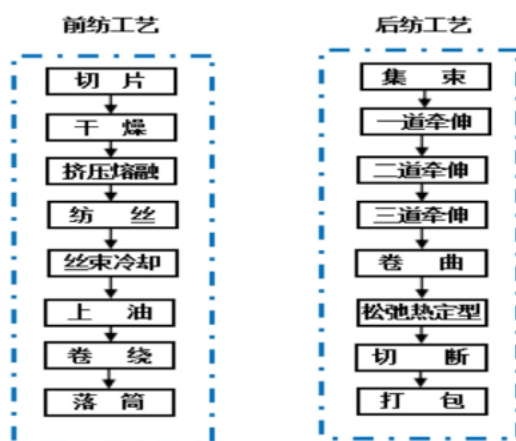 前纺工艺
切 片
干 燥
挤压熔融
纺 丝
丝束冷却
上 油
卷 绕
落 筒
后纺工艺
集 束
一道牵伸
二道牵伸
三道牵伸
卷 曲
松弛热定型
切 断
打 包